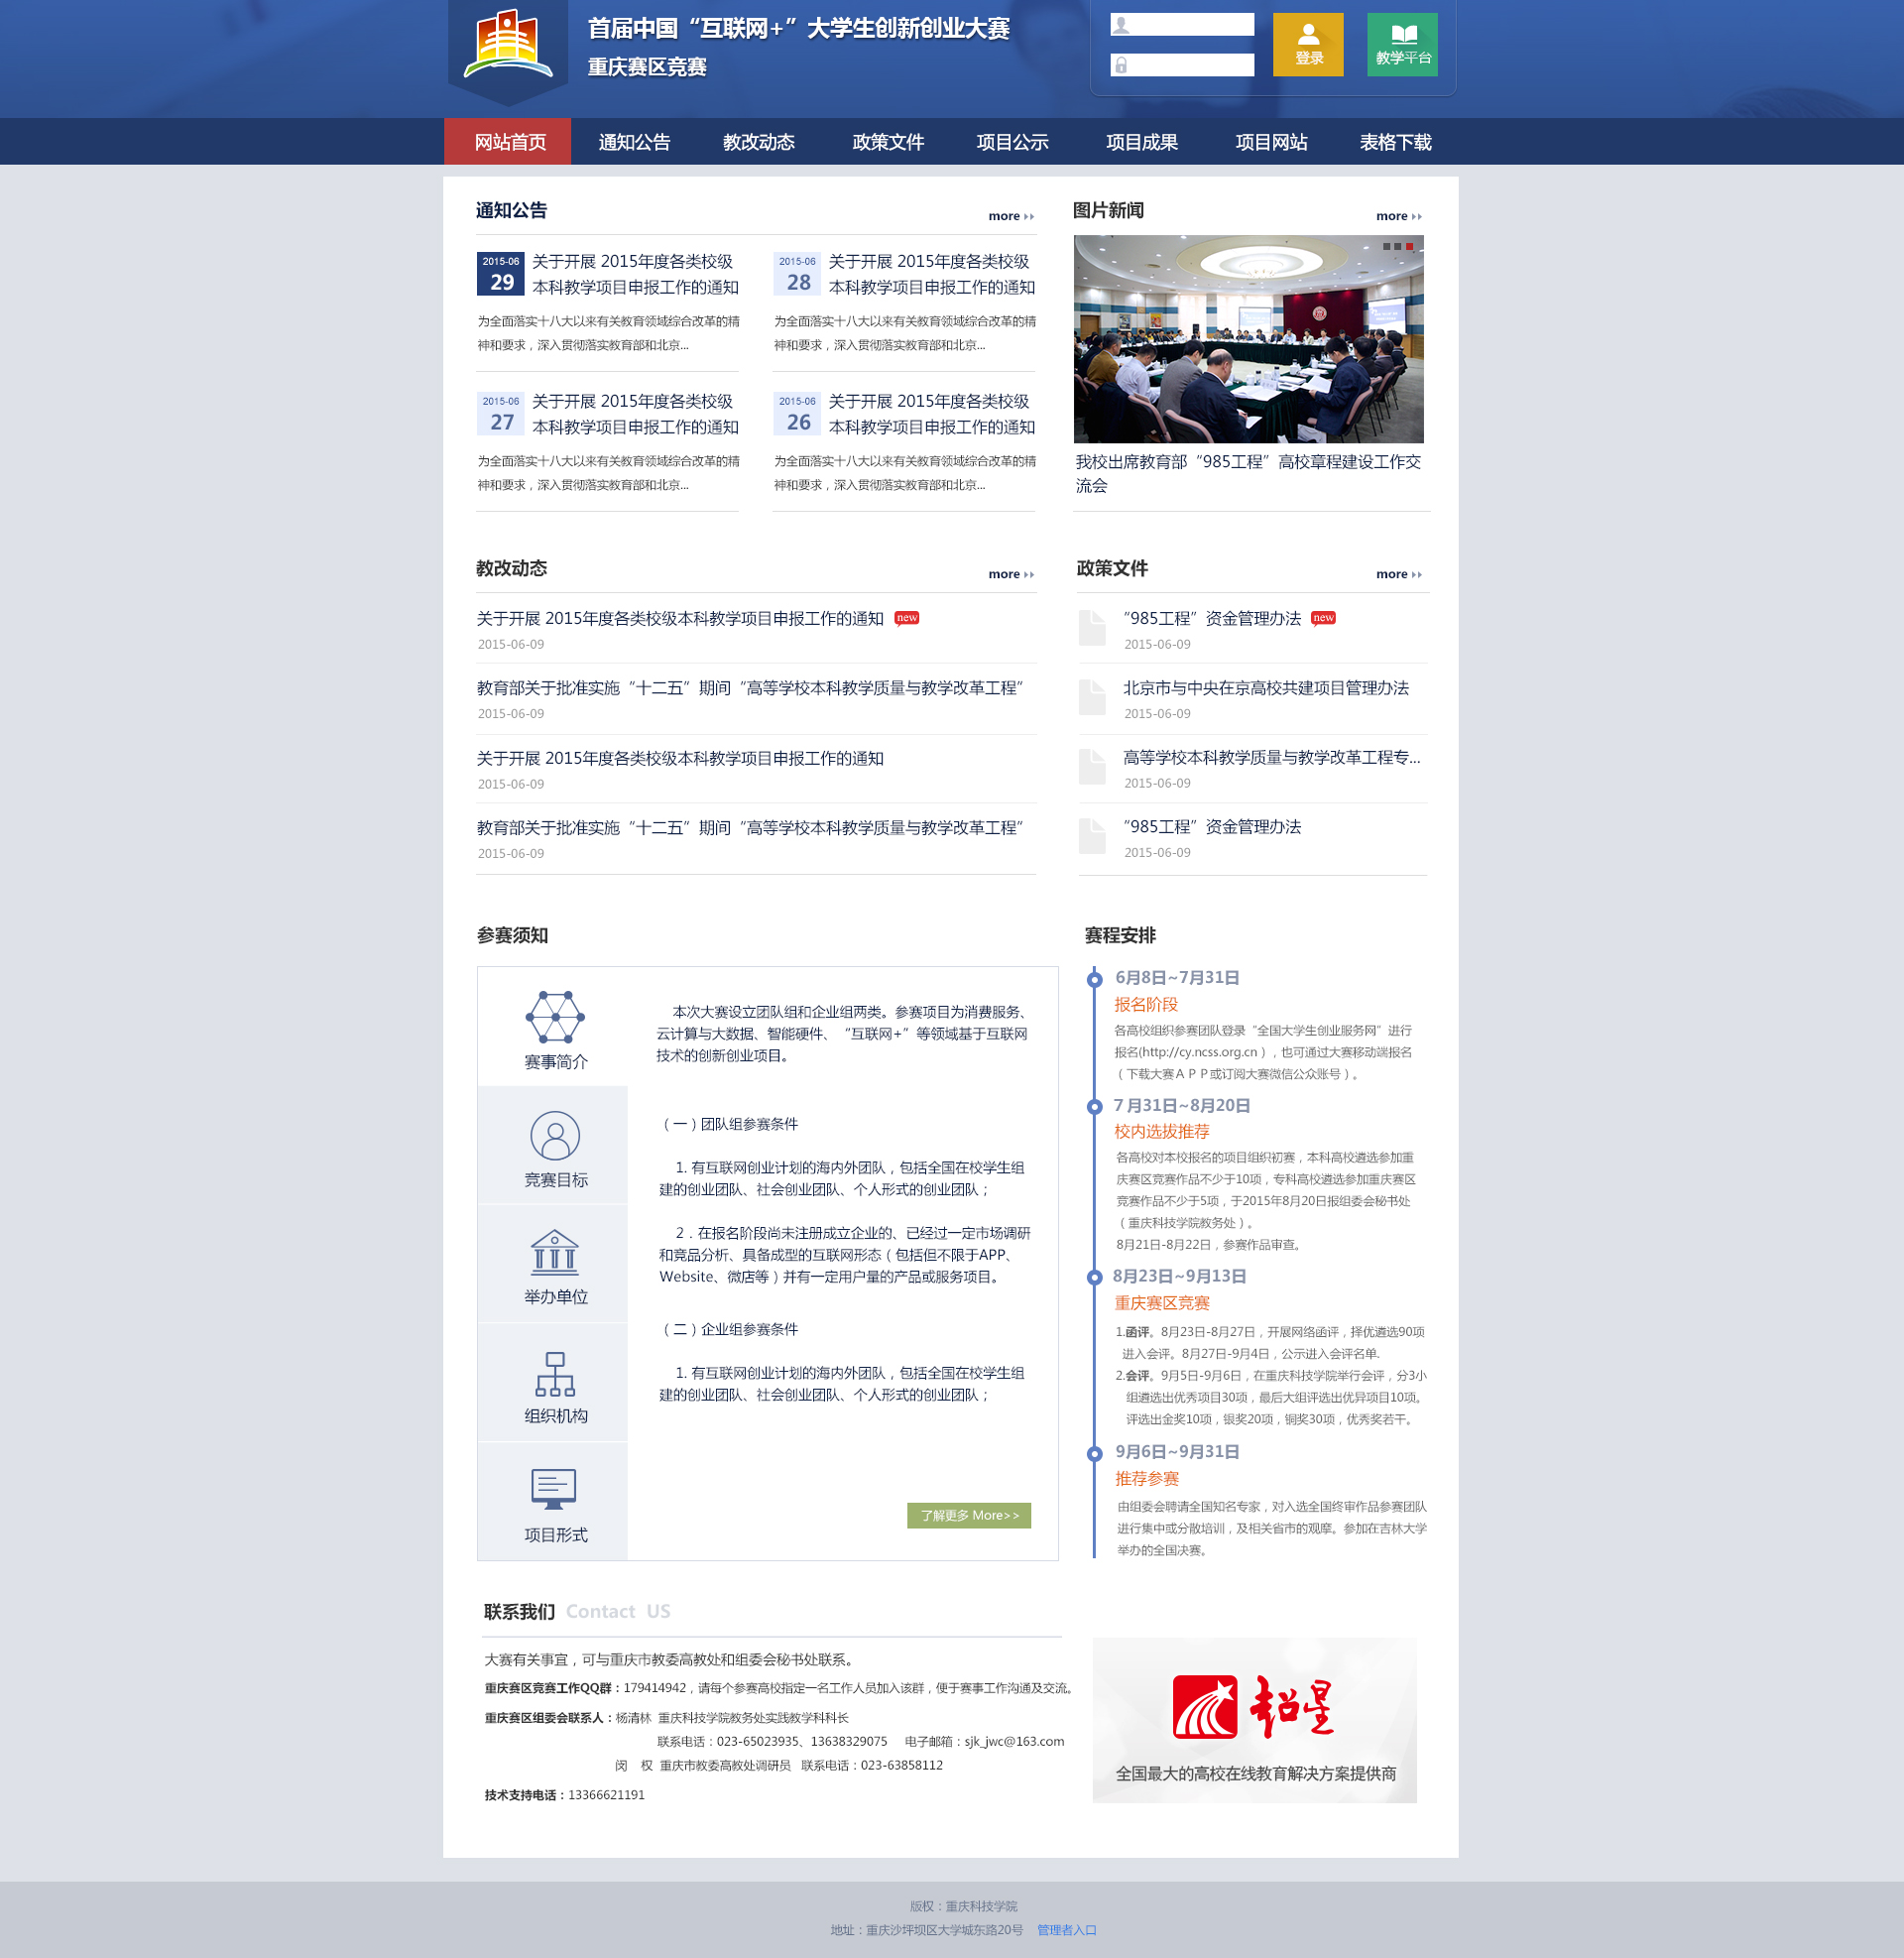 首届中国“互联网+”大学生创新创业大赛
重庆赛区竞赛
登录
教学平台
网站首页
通知公告
教改动态
政策文件
项目公示
项目成果
项目网站
表格下载
通知公告
more
2015-06
29
关于开展 2015年度各类校级
本科教学项目申报工作的通知
为全面落实十八大以来有关教育领域综合改革的精
神和要求，深入贯彻落实教育部和北京...
2015-06
28
关于开展 2015年度各类校级
本科教学项目申报工作的通知
为全面落实十八大以来有关教育领域综合改革的精
神和要求，深入贯彻落实教育部和北京...
2015-06
27
关于开展 2015年度各类校级
本科教学项目申报工作的通知
为全面落实十八大以来有关教育领域综合改革的精
神和要求，深入贯彻落实教育部和北京...
2015-06
26
关于开展 2015年度各类校级
本科教学项目申报工作的通知
为全面落实十八大以来有关教育领域综合改革的精
神和要求，深入贯彻落实教育部和北京...
图片新闻
more
我校出席教育部“985工程”高校章程建设工作交
流会
教改动态
more
关于开展 2015年度各类校级本科教学项目申报工作的通知 new
2015-06-09
教育部关于批准实施“十二五”期间“高等学校本科教学质量与教学改革工程”
2015-06-09
关于开展 2015年度各类校级本科教学项目申报工作的通知
2015-06-09
教育部关于批准实施“十二五”期间“高等学校本科教学质量与教学改革工程”
2015-06-09
政策文件
more
“985工程”资金管理办法 new
2015-06-09
北京市与中央在京高校共建项目管理办法
2015-06-09
高等学校本科教学质量与教学改革工程专...
2015-06-09
“985工程”资金管理办法
2015-06-09
参赛须知
赛事简介
竞赛目标
举办单位
组织机构
项目形式
本次大赛设立团队组和企业组两类。参赛项目为消费服务、
云计算与大数据、智能硬件、“互联网+”等领域基于互联网
技术的创新创业项目。
（一）团队组参赛条件
1. 有互联网创业计划的海内外团队，包括全国在校学生组
建的创业团队、社会创业团队、个人形式的创业团队；
2．在报名阶段尚未注册成立企业的、已经过一定市场调研
和竞品分析、具备成型的互联网形态（包括但不限于APP、
Website、微店等）并有一定用户量的产品或服务项目。
（二）企业组参赛条件
1. 有互联网创业计划的海内外团队，包括全国在校学生组
建的创业团队、社会创业团队、个人形式的创业团队；
了解更多 More>>
赛程安排
6月8日~7月31日
报名阶段
各高校组织参赛团队登录“全国大学生创业服务网”进行
报名(http://cy.ncss.org.cn），也可通过大赛移动端报名
（下载大赛ＡＰＰ或订阅大赛微信公众账号）。
７月31日~8月20日
校内选拔推荐
各高校对本校报名的项目组织初赛，本科高校遴选参加重
庆赛区竞赛作品不少于10项，专科高校遴选参加重庆赛区
竞赛作品不少于5项，于2015年8月20日报组委会秘书处
（重庆科技学院教务处）。
8月21日-8月22日，参赛作品审查。
8月23日~9月13日
重庆赛区竞赛
1.函评。8月23日-8月27日，开展网络函评，择优遴选90项
进入会评。8月27日-9月4日，公示进入会评名单.
2.会评。9月5日-9月6日，在重庆科技学院举行会评，分3小
组遴选出优秀项目30项，最后大组评选出优异项目10项。
评选出金奖10项，银奖20项，铜奖30项，优秀奖若干。
9月6日~9月31日
推荐参赛
由组委会聘请全国知名专家，对入选全国终审作品参赛团队
进行集中或分散培训，及相关省市的观摩。参加在吉林大学
举办的全国决赛。
联系我们 Contact US
大赛有关事宜，可与重庆市教委高教处和组委会秘书处联系。
重庆赛区竞赛工作QQ群：179414942，请每个参赛高校指定一名工作人员加入该群，便于赛事工作沟通及交流。
重庆赛区组委会联系人：杨清林 重庆科技学院教务处实践教学科科长
联系电话：023-65023935、13638329075 电子邮箱：sjk_jwc@163.com
闵 权 重庆市教委高教处调研员 联系电话：023-63858112
技术支持电话：13366621191
超星
全国最大的高校在线教育解决方案提供商
版权：重庆科技学院
地址：重庆沙坪坝区大学城东路20号 管理者入口